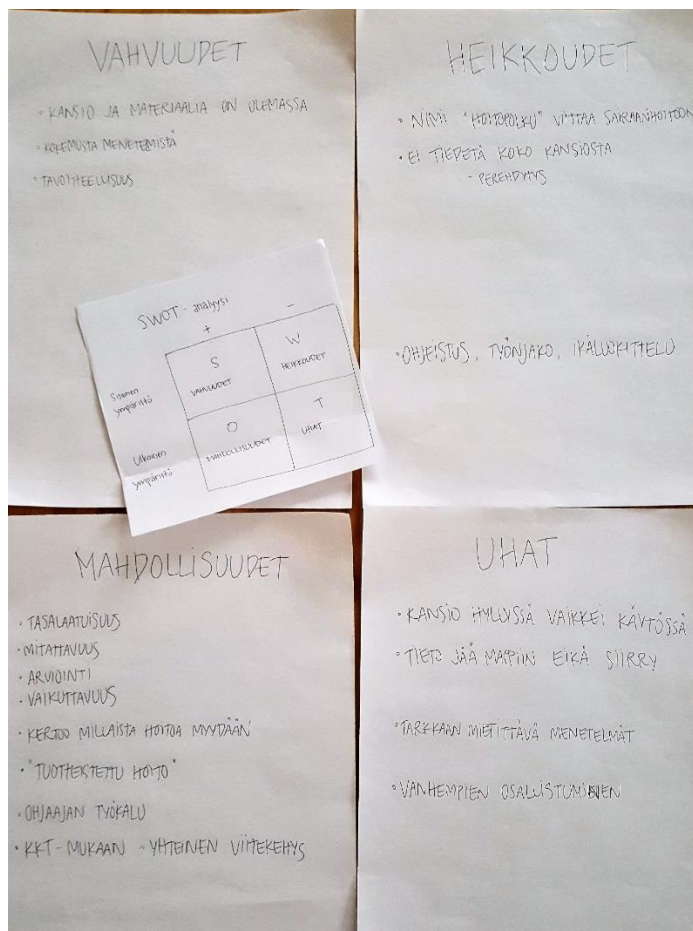 VAHVUUDET
• KANSIO JA MATERIAALIA ON OLEMASSA
• KOKEMUSTA MENETEMISTÄ
• TAVOITTEELLISUUS
HEIKKOUDET
• NIMI "HOITOPOLKU" VIITTAA SAIRAANHOITOON
• EI TIEDETÄ KOKO KANSIOSTA
- PEREHDYTYS
• OHJEISTUS, TYÖNJAKO, IKÄLUOKITTELU
SWOT - analyysi
+
-
Sisäinen
ympäristö
S
VAHVUUDET
W
HEIKKOUDET
Ulkoinen
ympäristö
O
MAHDOLLISUUDET
T
UHAT
MAHDOLLISUUDET
• TASALAATUISUUS
• MITATTAVUUS
• ARVIOINTI
• VAIKUTTAVUUS
• KERTOO MILLAISTA HOITOA MYYDÄÄN
• "TUOTTEISTETTU HOITO"
• OHJAAJAN TYÖKALU
• KKT-MUKAAN - YHTEINEN VIITEKEHYS
UHAT
• KANSIO HYLLYSSÄ VAIKKEI KÄYTÖSSÄ
• TIETO JÄÄ MAPPIIN EIKÄ SIIRRY
• TARKKAAN MIETITTÄVÄ MENETELMÄT
• VANHEMPIEN OSALLISTUMINEN